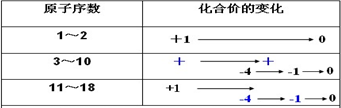 原子序数 化合价的变化
1～2 +1 0
3～10 + +
-4 -1 0
11～18 +1
-4 -1 0